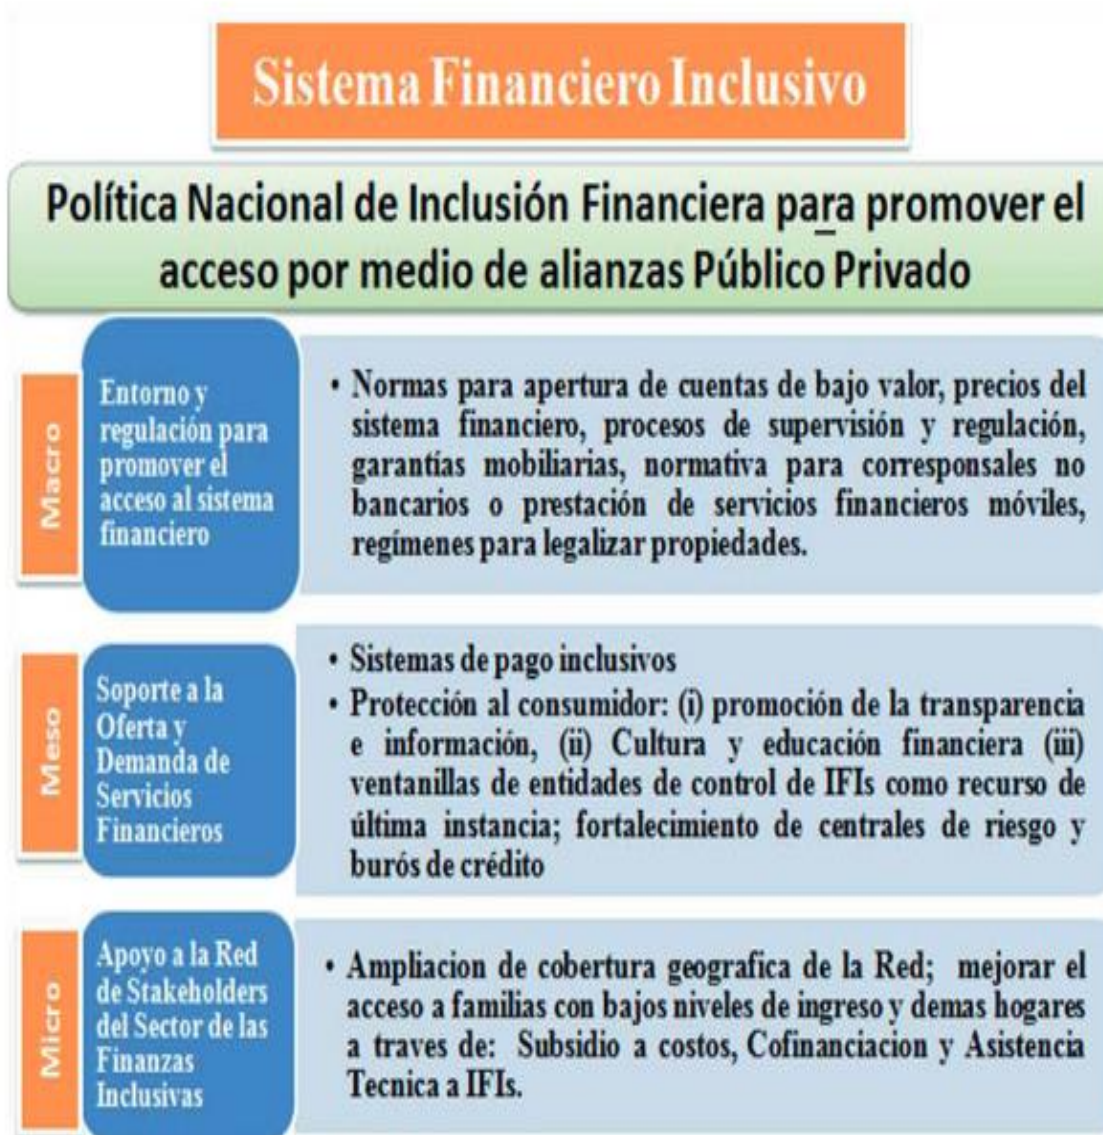 Sistema Financiero Inclusivo
Política Nacional de Inclusión Financiera para promover el
acceso por medio de alianzas Público Privado
Macro
Entorno y
regulación para
promover el
acceso al sistema
financiero
• Normas para apertura de cuentas de bajo valor, precios del
sistema financiero, procesos de supervisión y regulación,
garantías mobiliarias, normativa para corresponsales no
bancarios o prestación de servicios financieros móviles,
regímenes para legalizar propiedades.
Meso
Soporte a la
Oferta y
Demanda de
Servicios
Financieros
• Sistemas de pago inclusivos
• Protección al consumidor: (i) promoción de la transparencia
e información, (ii) Cultura y educación financiera (iii)
ventanillas de entidades de control de IFIs como recurso de
última instancia; fortalecimiento de centrales de riesgo y
burós de crédito
Micro
Apoyo a la Red
de Stakeholders
del Sector de las
Finanzas
Inclusivas
• Ampliacion de cobertura geografica de la Red; mejorar el
acceso a familias con bajos niveles de ingreso y demas hogares
a traves de: Subsidio a costos, Cofinanciacion y Asistencia
Tecnica a IFIs.